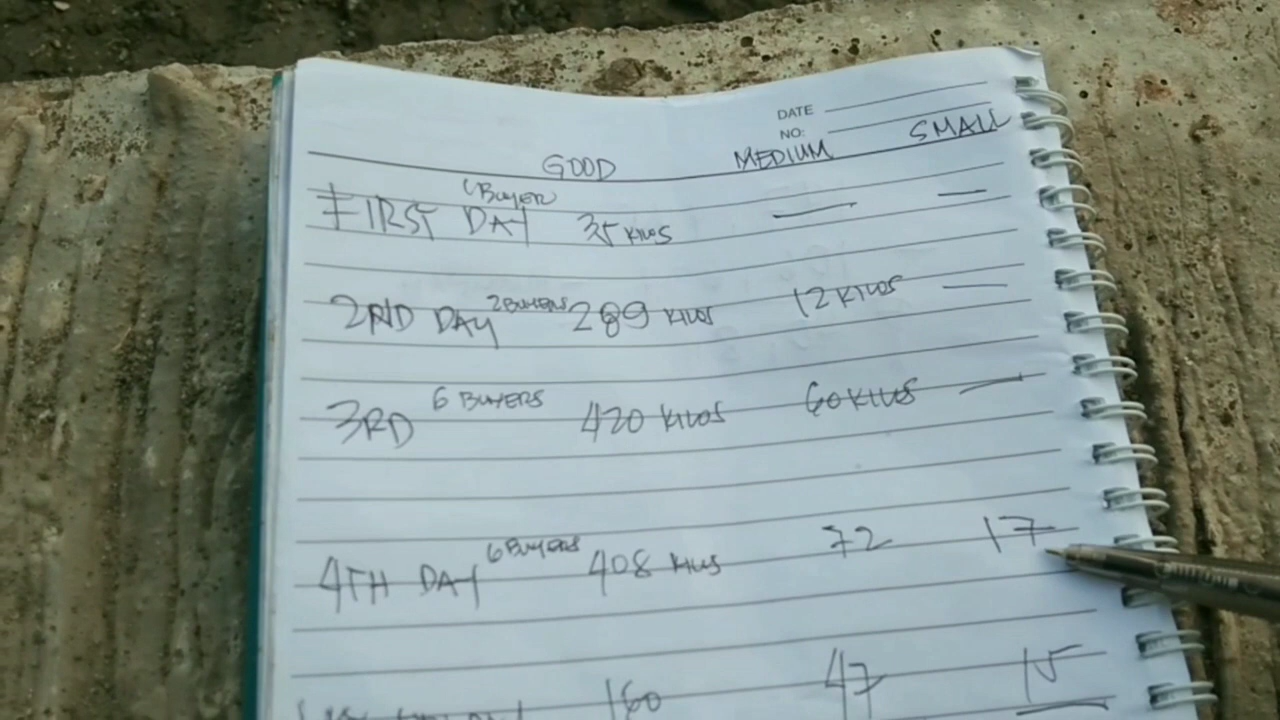 DATE
NO:
GOOD MEDIUM SMALL
1 BUYER
FIRST DAY 35 KILOS — —
2 BUYERS
2RND DAY 289 KILOS 12 KILOS —
6 BUYERS
3RD 420 KILOS 60 KILOS —
6 BUYERS
4TH DAY 408 KILOS 72 17
160 47 15